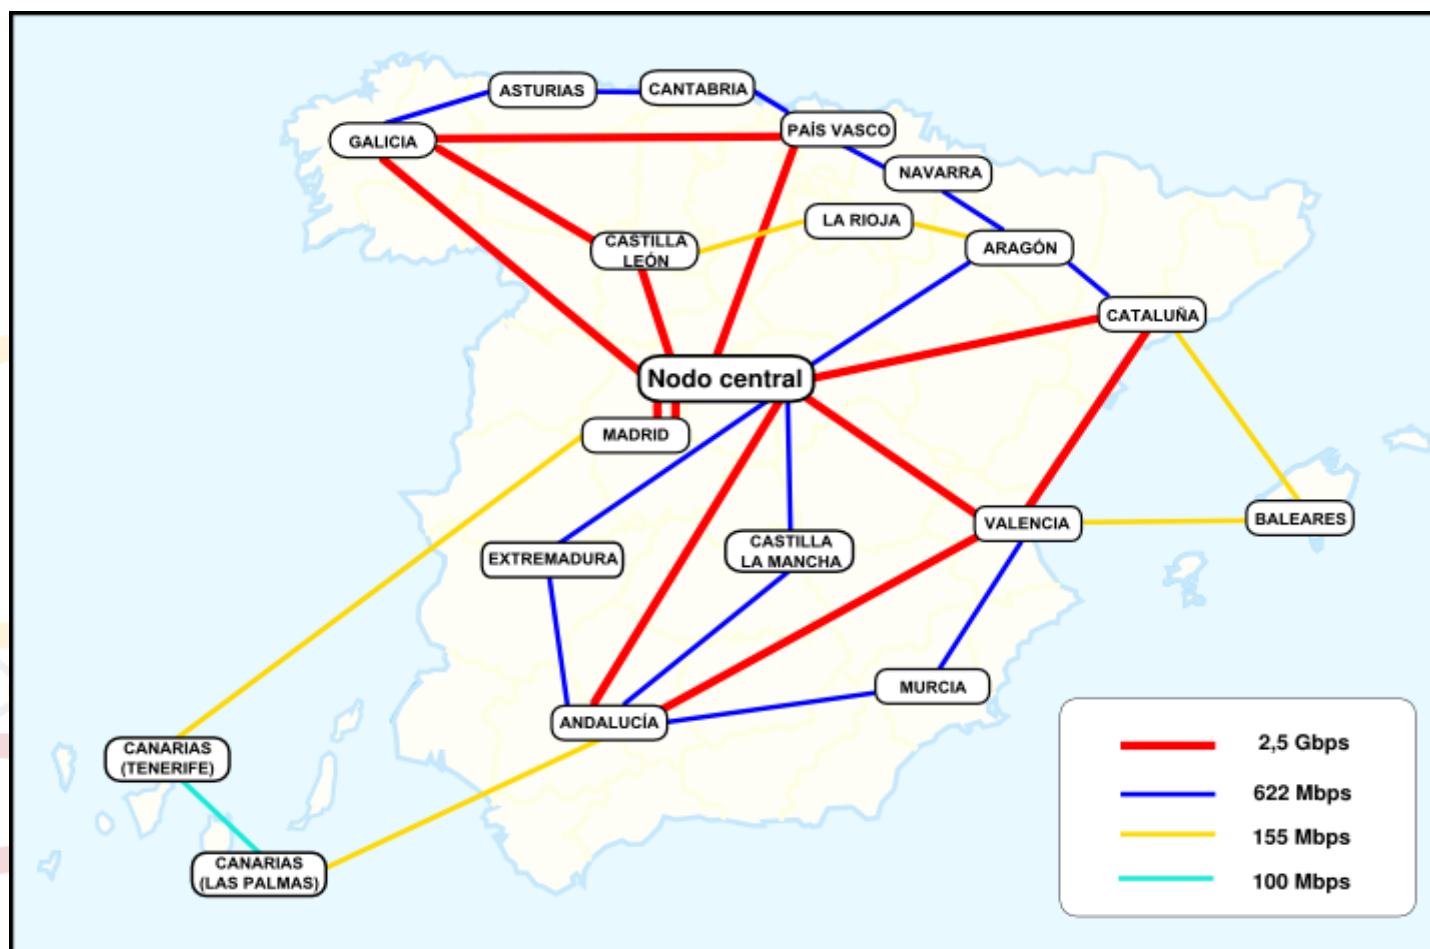 ASTURIAS
CANTABRIA
PAÍS VASCO
GALICIA
NAVARRA
LA RIOJA
CASTILLA
LEÓN
ARAGÓN
CATALUÑA
Nodo central
MADRID
VALENCIA
BALEARES
EXTREMADURA
CASTILLA
LA MANCHA
MURCIA
ANDALUCÍA
CANARIAS
(TENERIFE)
CANARIAS
(LAS PALMAS)
2,5 Gbps
622 Mbps
155 Mbps
100 Mbps